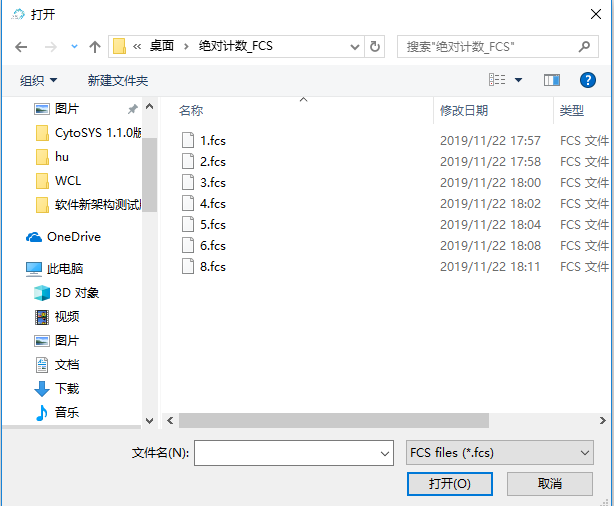 打开
« 桌面 › 绝对计数_FCS
搜索"绝对计数_FCS"
组织 新建文件夹
名称 修改日期 类型
图片
CytoSYS 1.1.0版
hu
WCL
软件新架构测试
OneDrive
此电脑
3D 对象
视频
图片
文档
下载
音乐
1.fcs 2019/11/22 17:57 FCS 文件
2.fcs 2019/11/22 17:58 FCS 文件
3.fcs 2019/11/22 18:00 FCS 文件
4.fcs 2019/11/22 18:02 FCS 文件
5.fcs 2019/11/22 18:04 FCS 文件
6.fcs 2019/11/22 18:08 FCS 文件
8.fcs 2019/11/22 18:11 FCS 文件
文件名(N):
FCS files (*.fcs)
打开(O) 取消